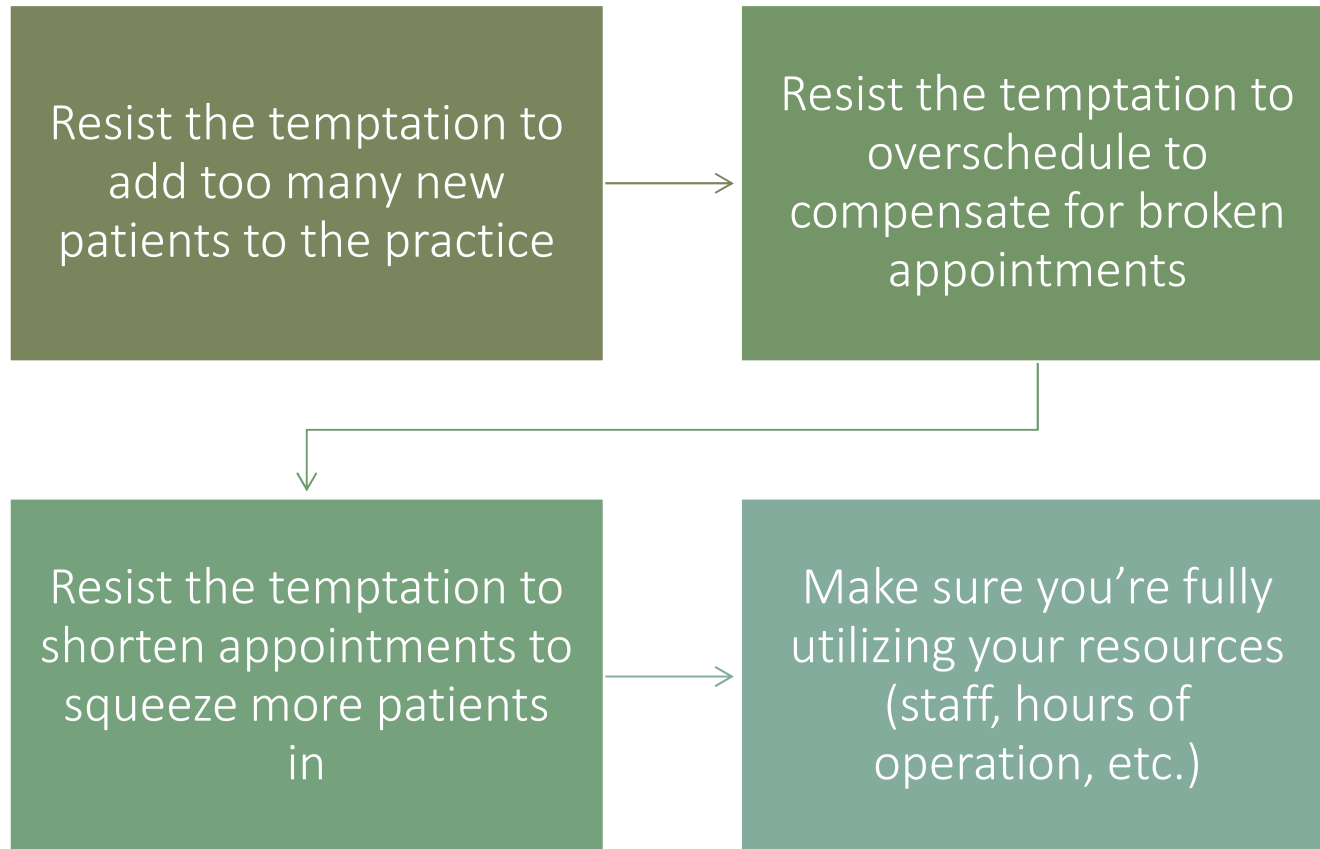 Resist the temptation to
add too many new
patients to the practice
Resist the temptation to
overschedule to
compensate for broken
appointments
Resist the temptation to
shorten appointments to
squeeze more patients
in
Make sure you’re fully
utilizing your resources
(staff, hours of
operation, etc.)